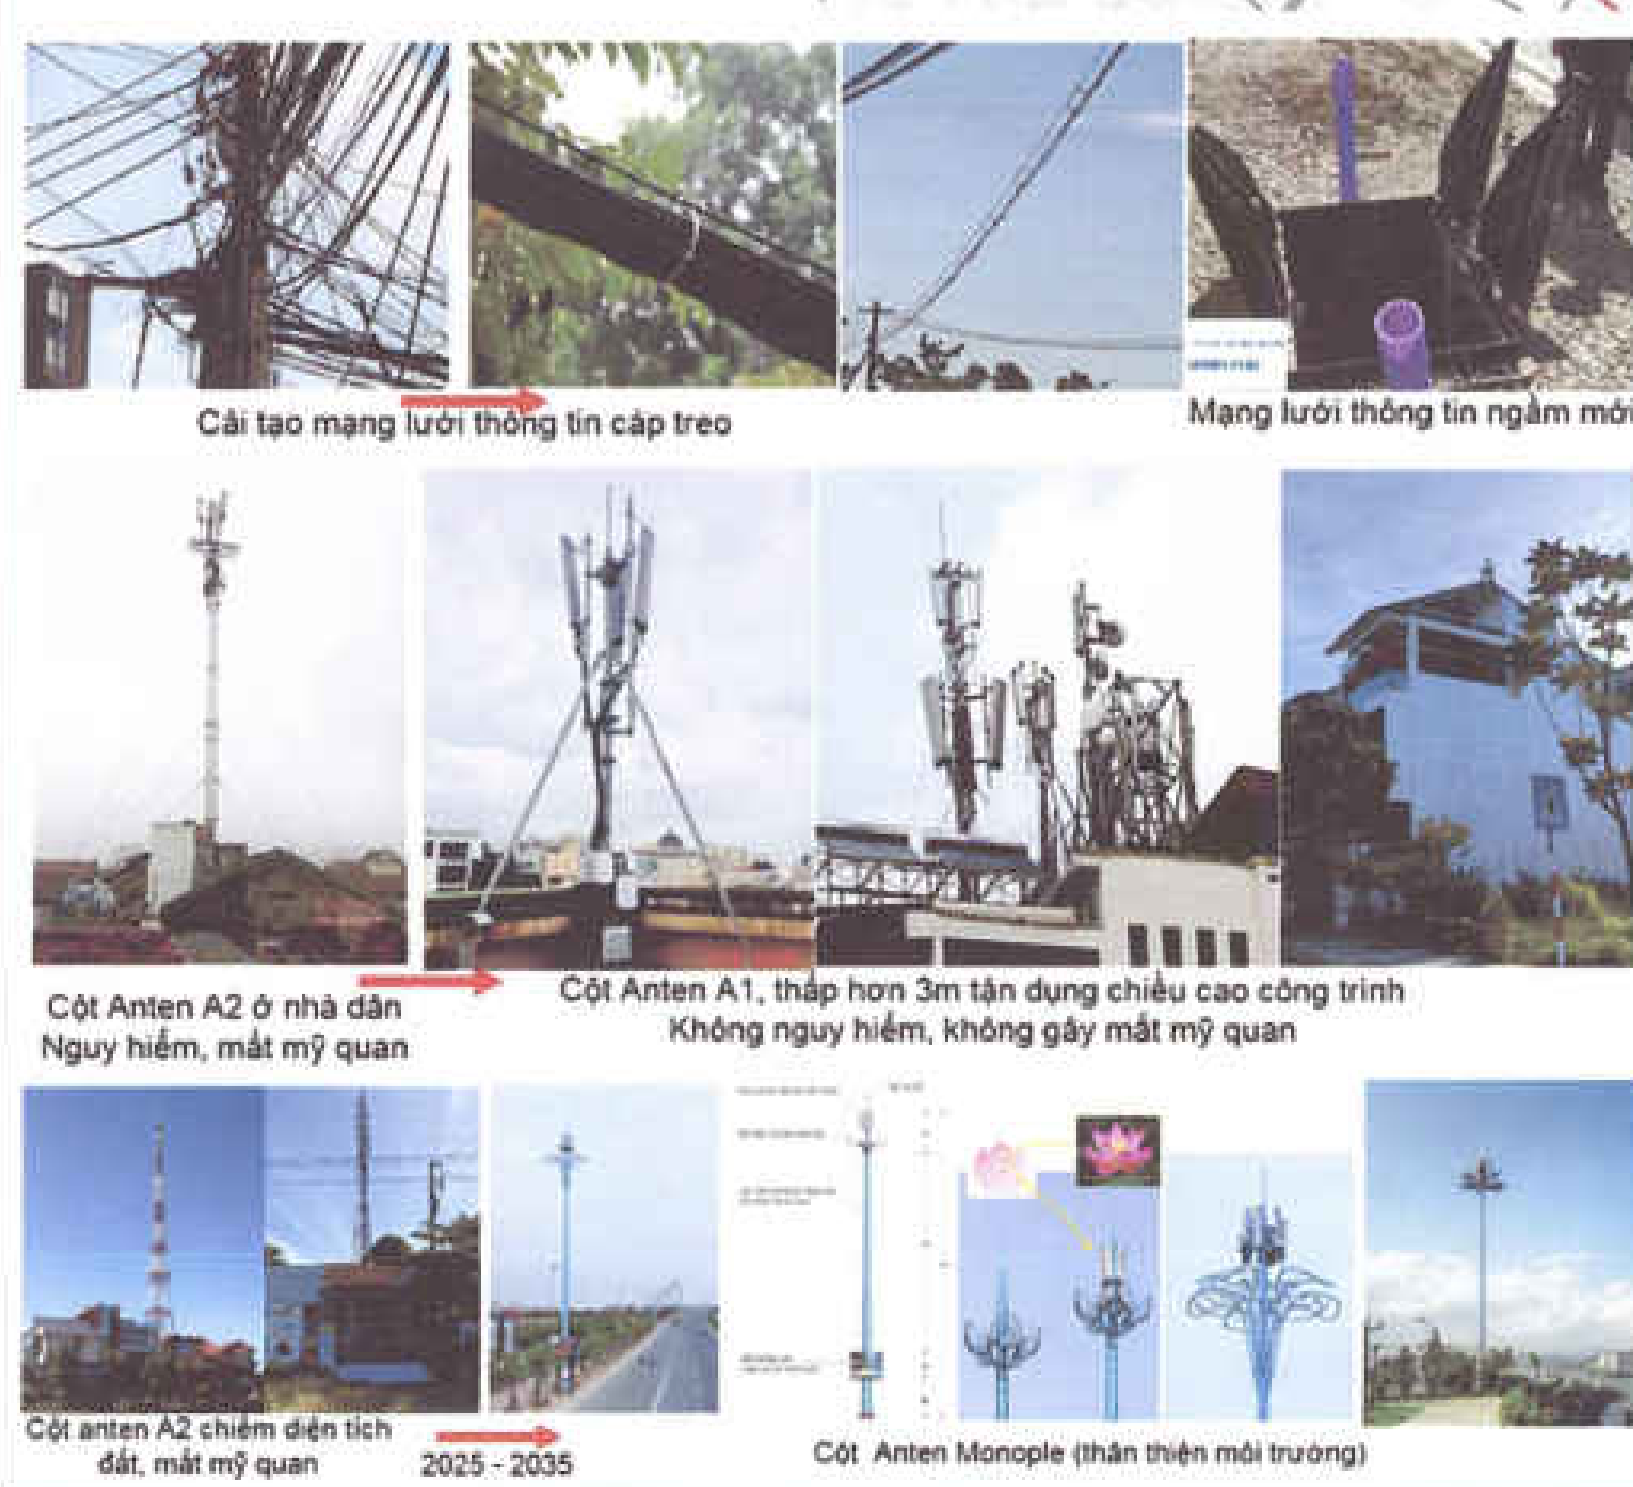 Cải tạo mạng lưới thông tin cáp treo
Mạng lưới thông tin ngầm mới
Cột Anten A2 ở nhà dân
Nguy hiểm, mất mỹ quan
Cột Anten A1, thấp hơn 3m tận dụng chiều cao công trình
Không nguy hiểm, không gây mất mỹ quan
Cột anten A2 chiếm diện tích
đất, mất mỹ quan
2025 - 2035
Cột Anten Monople (thân thiện môi trường)